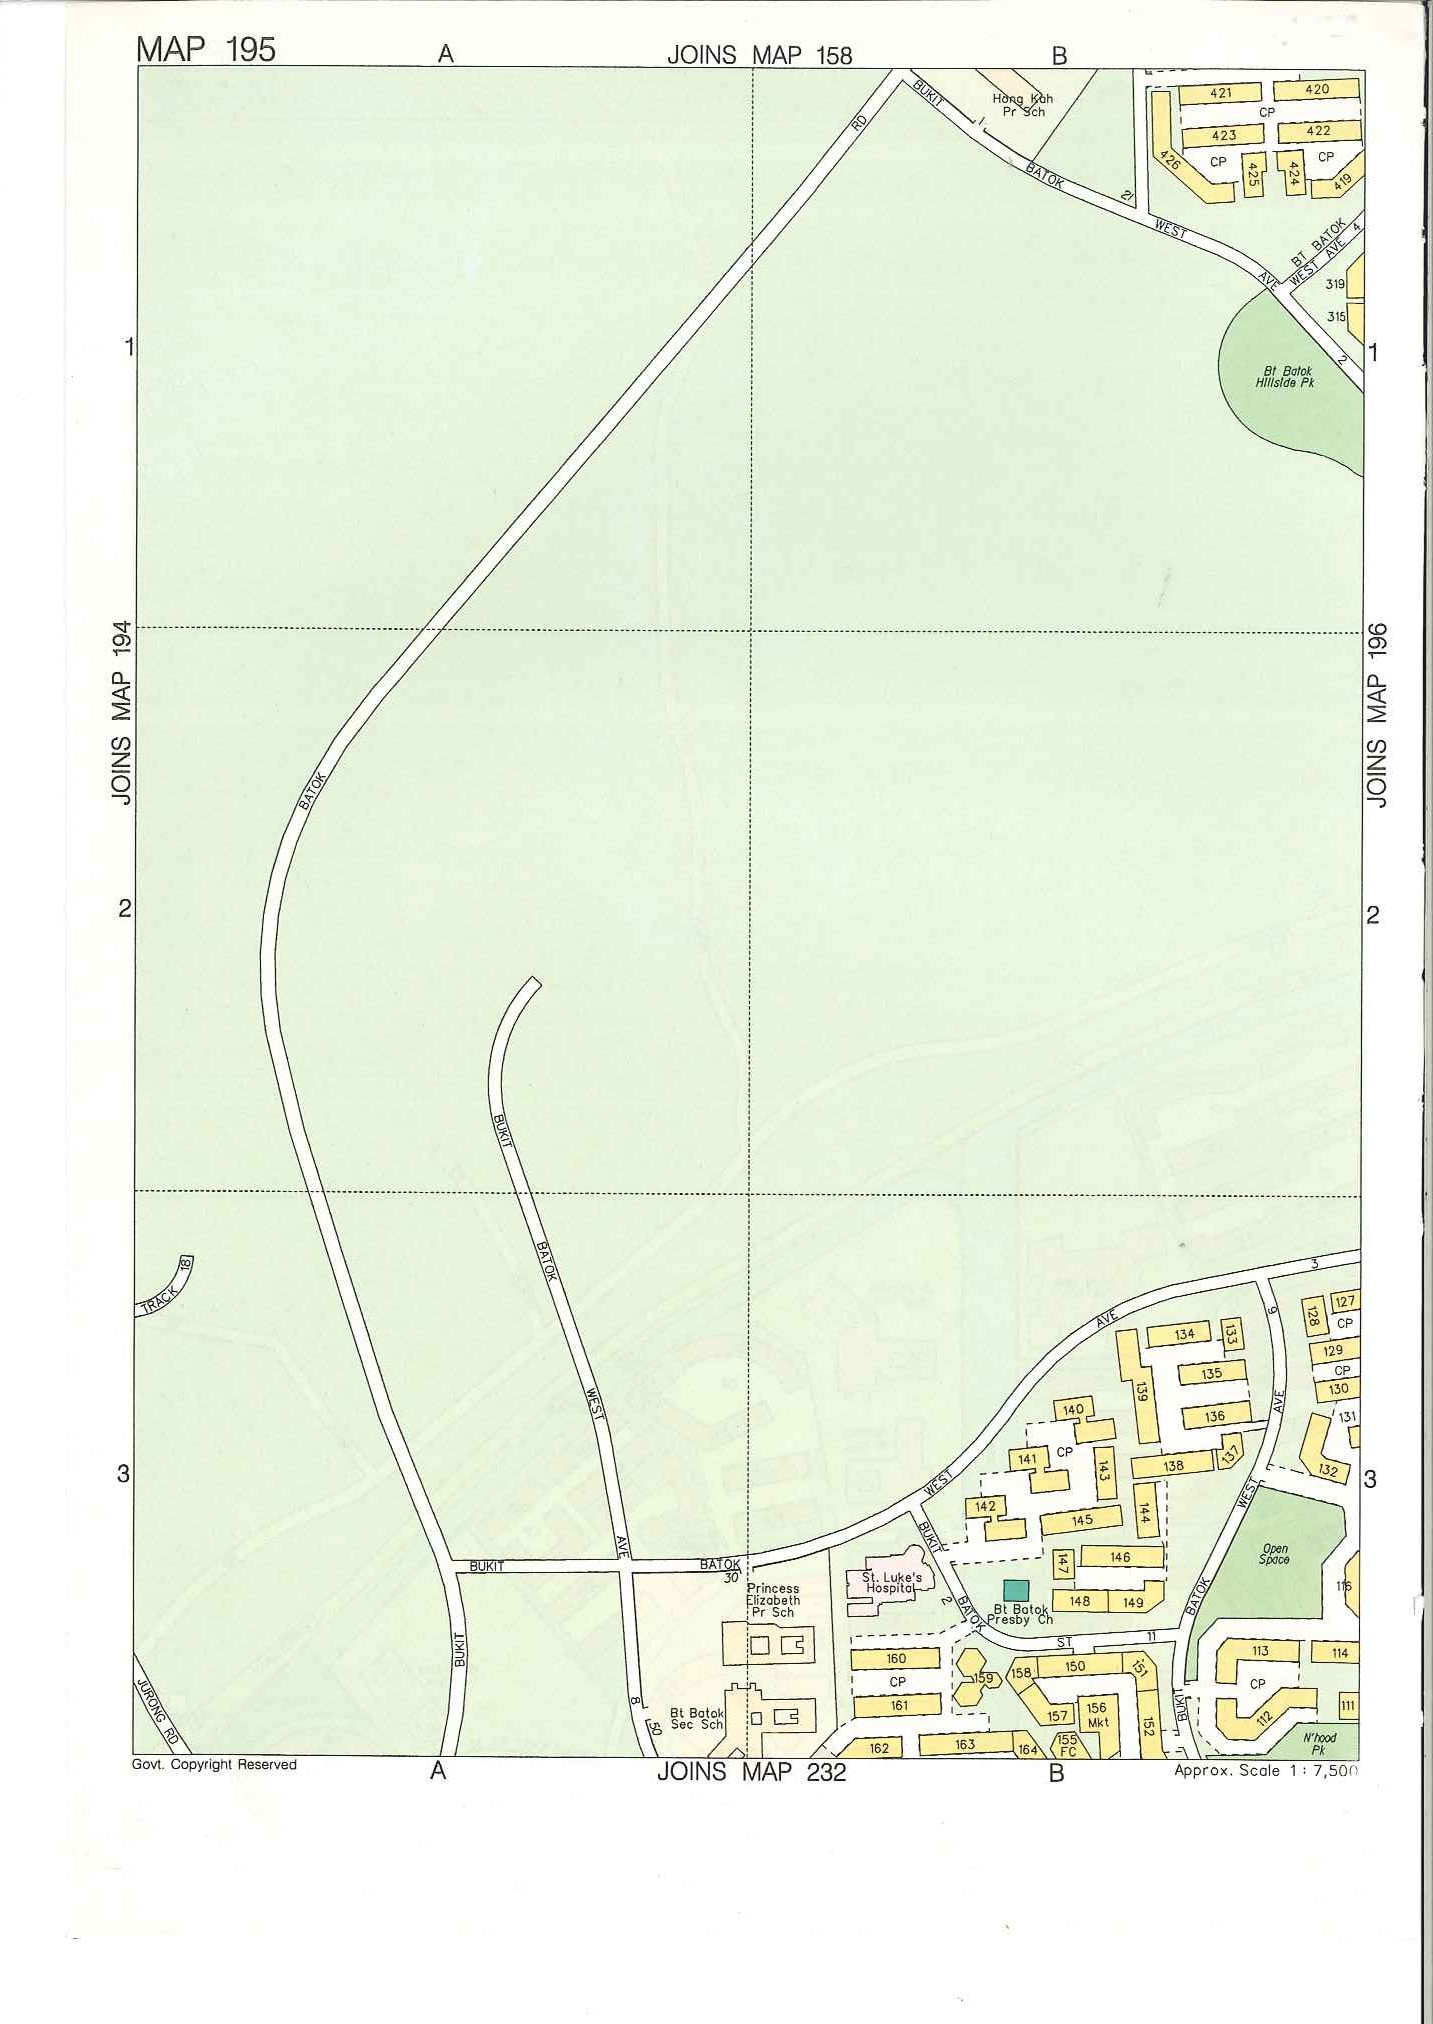 MAP 195
A
JOINS MAP 158
B
BUKIT
Hong Kah
Pr Sch
421
420
CP
423
422
426
CP
425
424
CP
419
RD
BATOK
21
WEST
BT BATOK
WEST AVE 4
AVE
319
315
2
1
1
Bt Batok
Hillside Pk
JOINS MAP 194
JOINS MAP 196
BATOK
2
2
BUKIT
BATOK
TRACK 18
WEST
AVE
3
AVE
9
128
127
CP
134
133
129
CP
135
130
139
136
131
140
AVE
141
CP
143
138
137
132
3
3
WEST
142
145
144
WEST
BUKIT
147
146
Open
Space
BUKIT
AVE
BATOK
30
St. Luke's
Hospital
Princess
Elizabeth
Pr Sch
2
BATOK
Bt Batok
Presby Ch
148
149
BATOK
116
BUKIT
ST
11
160
CP
161
159
158
150
151
113
114
CP
Bt Batok
Sec Sch
8
50
157
156
Mkt
152
BUKIT
112
111
JURONG RD
162
163
164
155
FC
N'hood
Pk
Govt. Copyright Reserved
A
JOINS MAP 232
B
Approx. Scale 1 : 7,500